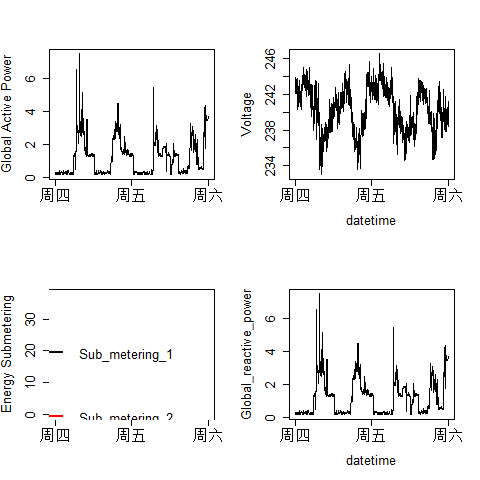 Global Active Power
0 2 4 6
周四 周五 周六
Voltage
234 238 242 246
周四 周五 周六
datetime
Energy Submetering
0 10 20 30
Sub_metering_1
Sub_metering_2
周四 周五 周六
Global_reactive_power
0 2 4 6
周四 周五 周六
datetime